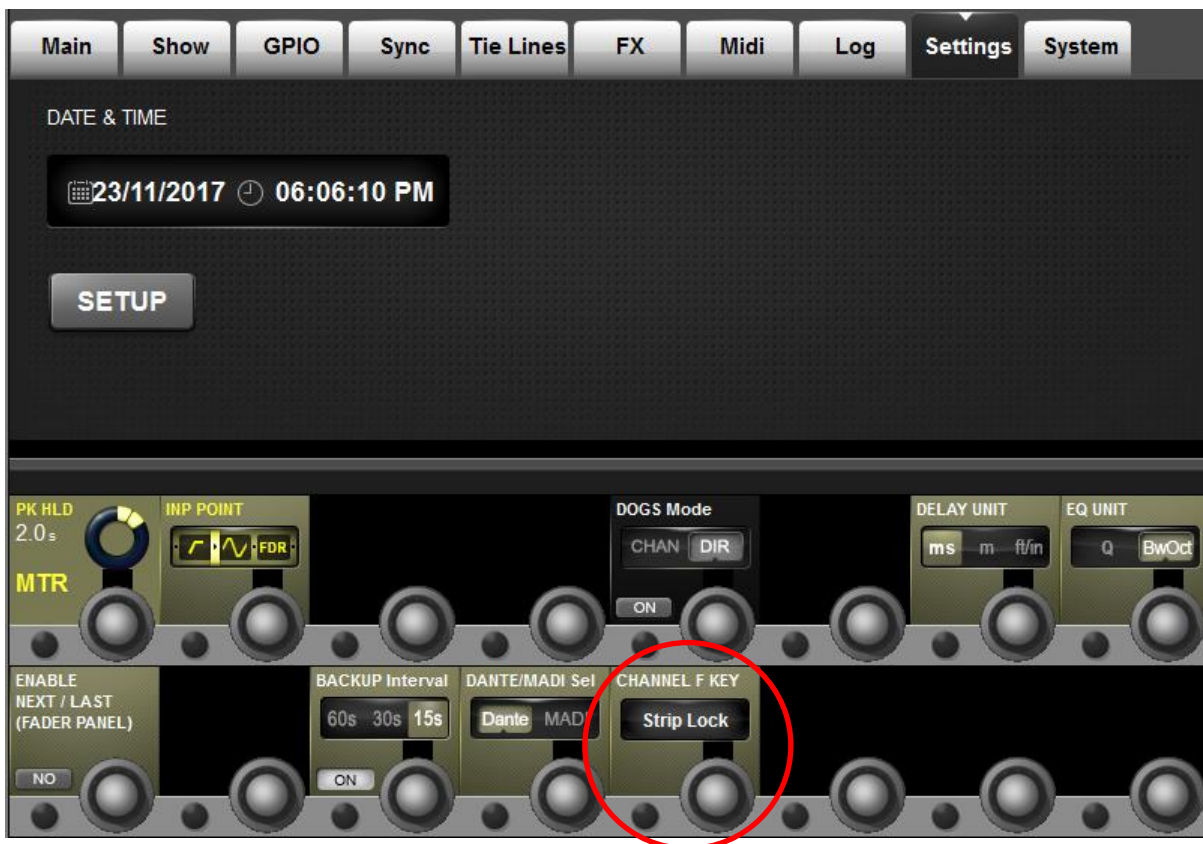 Main Show GPIO Sync Tie Lines FX Midi Log Settings System
DATE & TIME
23/11/2017 06:06:10 PM
SETUP
PK HLD
2.0s
MTR
INP POINT
FDR
DOGS Mode
CHAN DIR
ON
DELAY UNIT
ms m ft/in
EQ UNIT
Q BwOct
ENABLE
NEXT / LAST
(FADER PANEL)
NO
BACKUP Interval
60s 30s 15s
ON
DANTE/MADI Sel
Dante MADI
CHANNEL F KEY
Strip Lock